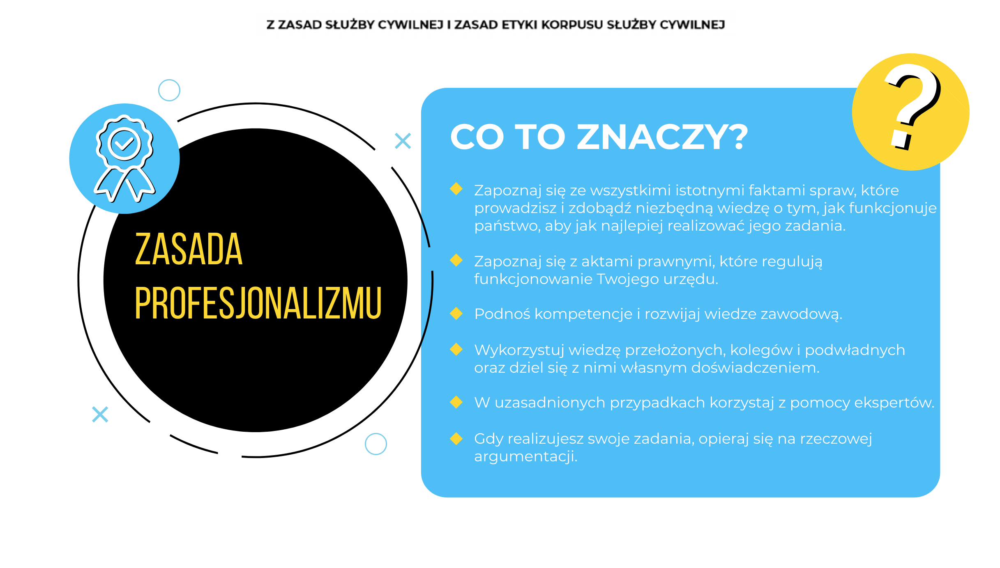 Z ZASAD SŁUŻBY CYWILNEJ I ZASAD ETYKI KORPUSU SŁUŻBY CYWILNEJ
ZASADA
PROFESJONALIZMU
CO TO ZNACZY?
?
Zapoznaj się ze wszystkimi istotnymi faktami spraw, które
prowadzisz i zdobądź niezbędną wiedzę o tym, jak funkcjonuje
państwo, aby jak najlepiej realizować jego zadania.
Zapoznaj się z aktami prawnymi, które regulują
funkcjonowanie Twojego urzędu.
Podnoś kompetencje i rozwijaj wiedze zawodową.
Wykorzystuj wiedzę przełożonych, kolegów i podwładnych
oraz dziel się z nimi własnym doświadczeniem.
W uzasadnionych przypadkach korzystaj z pomocy ekspertów.
Gdy realizujesz swoje zadania, opieraj się na rzeczowej
argumentacji.